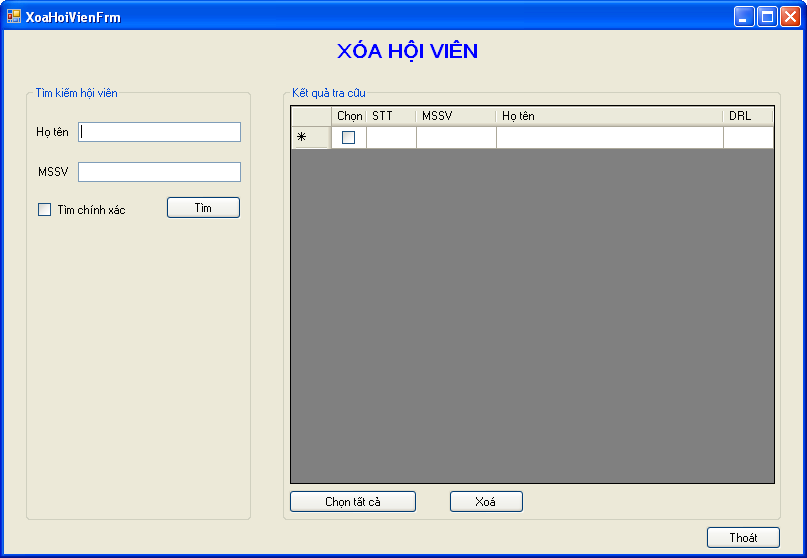 XoaHoiVienFrm
XÓA HỘI VIÊN
Tìm kiếm hội viên
Họ tên
MSSV
Tìm chính xác
Tìm
Kết quả tra cứu
Chọn STT MSSV Họ tên DRL
*
Chọn tất cả
Xoá
Thoát